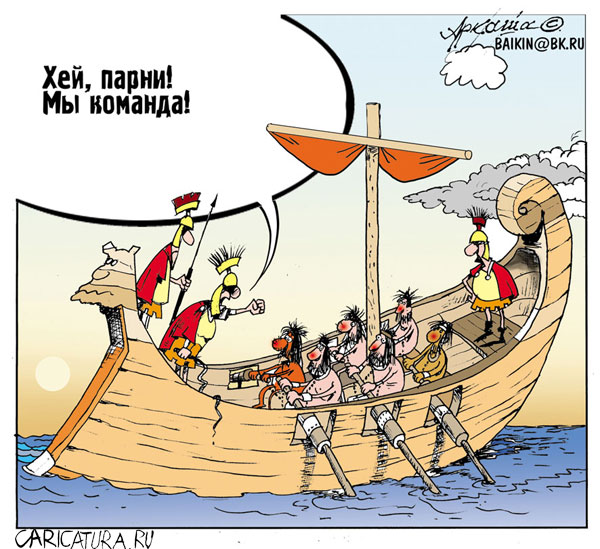 Аркаша ©
BAIKIN@BK.RU
Хей, парни!
Мы команда!
CARICATURA.RU